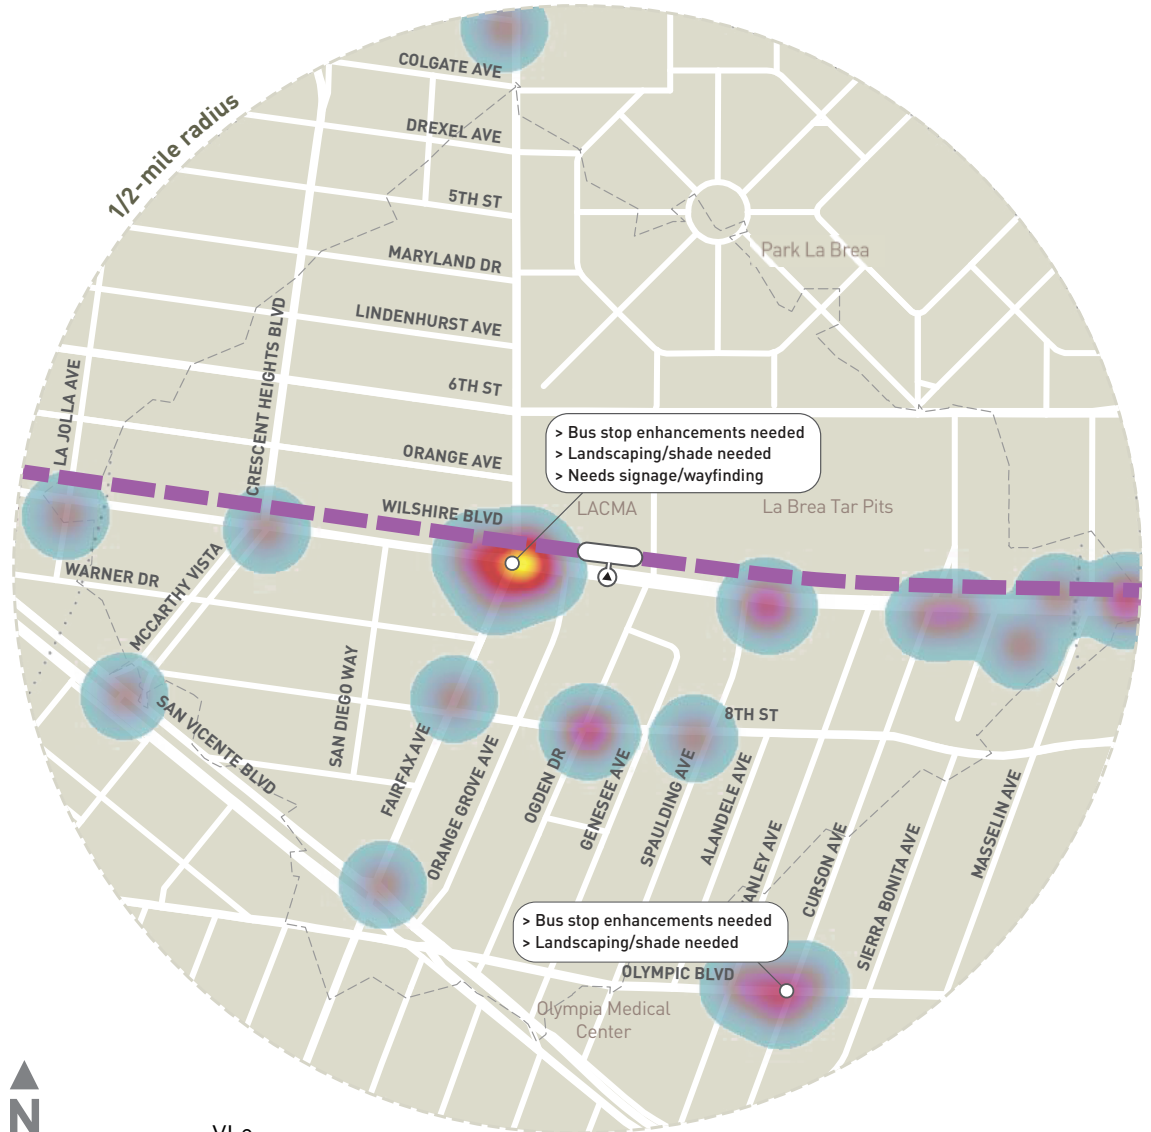 COLGATE AVE
1/2-mile radius
DREXEL AVE
5TH ST
Park La Brea
MARYLAND DR
LINDENHURST AVE
CRESCENT HEIGHTS BLVD
LA JOLLA AVE
6TH ST
> Bus stop enhancements needed
> Landscaping/shade needed
> Needs signage/wayfinding
ORANGE AVE
WILSHIRE BLVD
LACMA
La Brea Tar Pits
WARNER DR
MCCARTHY VISTA
SAN DIEGO WAY
SAN VICENTE BLVD
8TH ST
FAIRFAX AVE
ORANGE GROVE AVE
OGDEN DR
GENESEE AVE
SPAULDING AVE
ALANDELE AVE
ANLEY AVE
CURSON AVE
SIERRA BONITA AVE
MASSELIN AVE
> Bus stop enhancements needed
> Landscaping/shade needed
OLYMPIC BLVD
Olympia Medical
Center
N